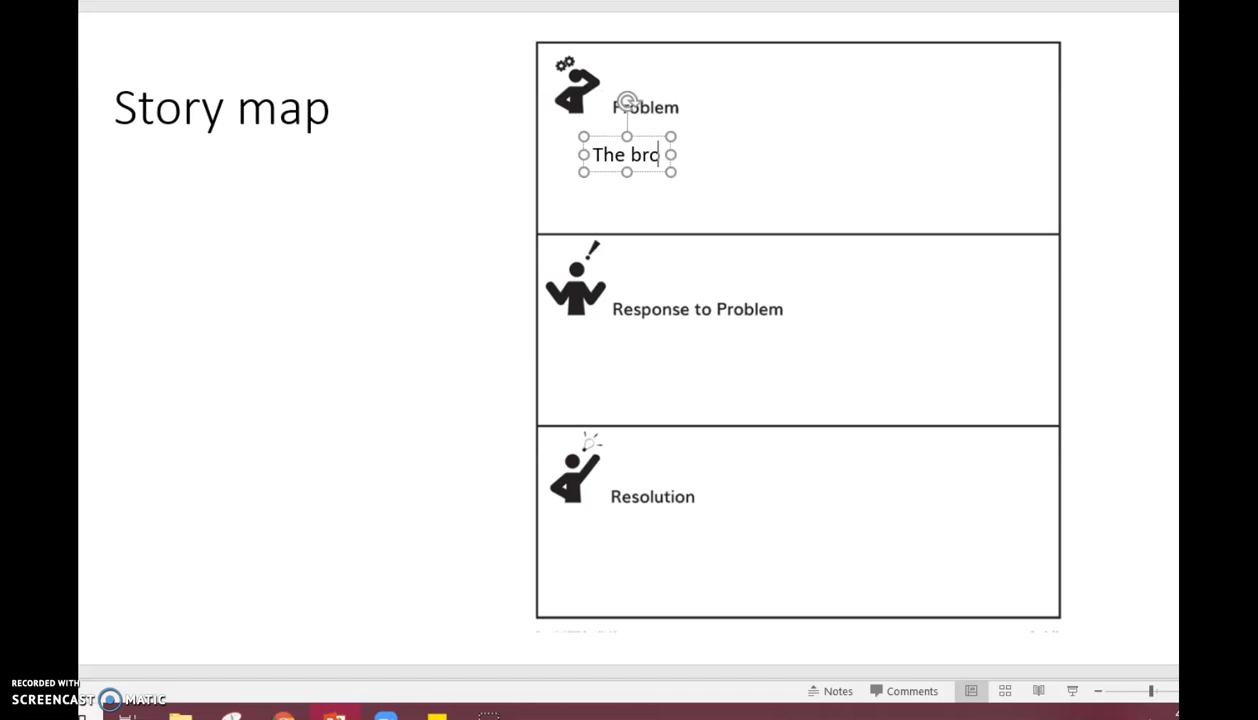 Story map
Problem
The bro
Response to Problem
Resolution
RECORDED WITH
SCREENCAST MATIC
Notes
Comments